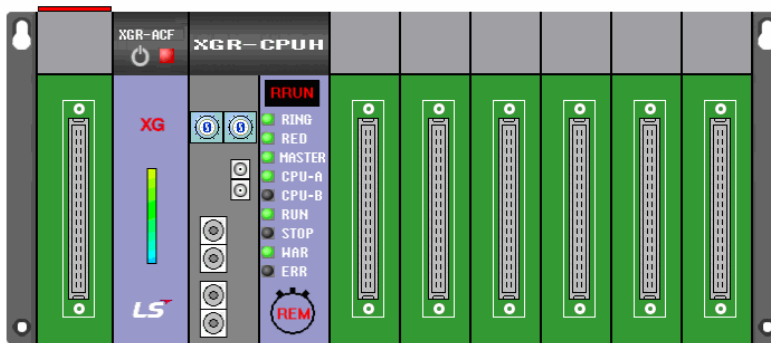 XGR-ACF
XGR-CPUH
XG
LS
RRUN
RING
RED
MASTER
CPU-A
CPU-B
RUN
STOP
WAR
ERR
REM